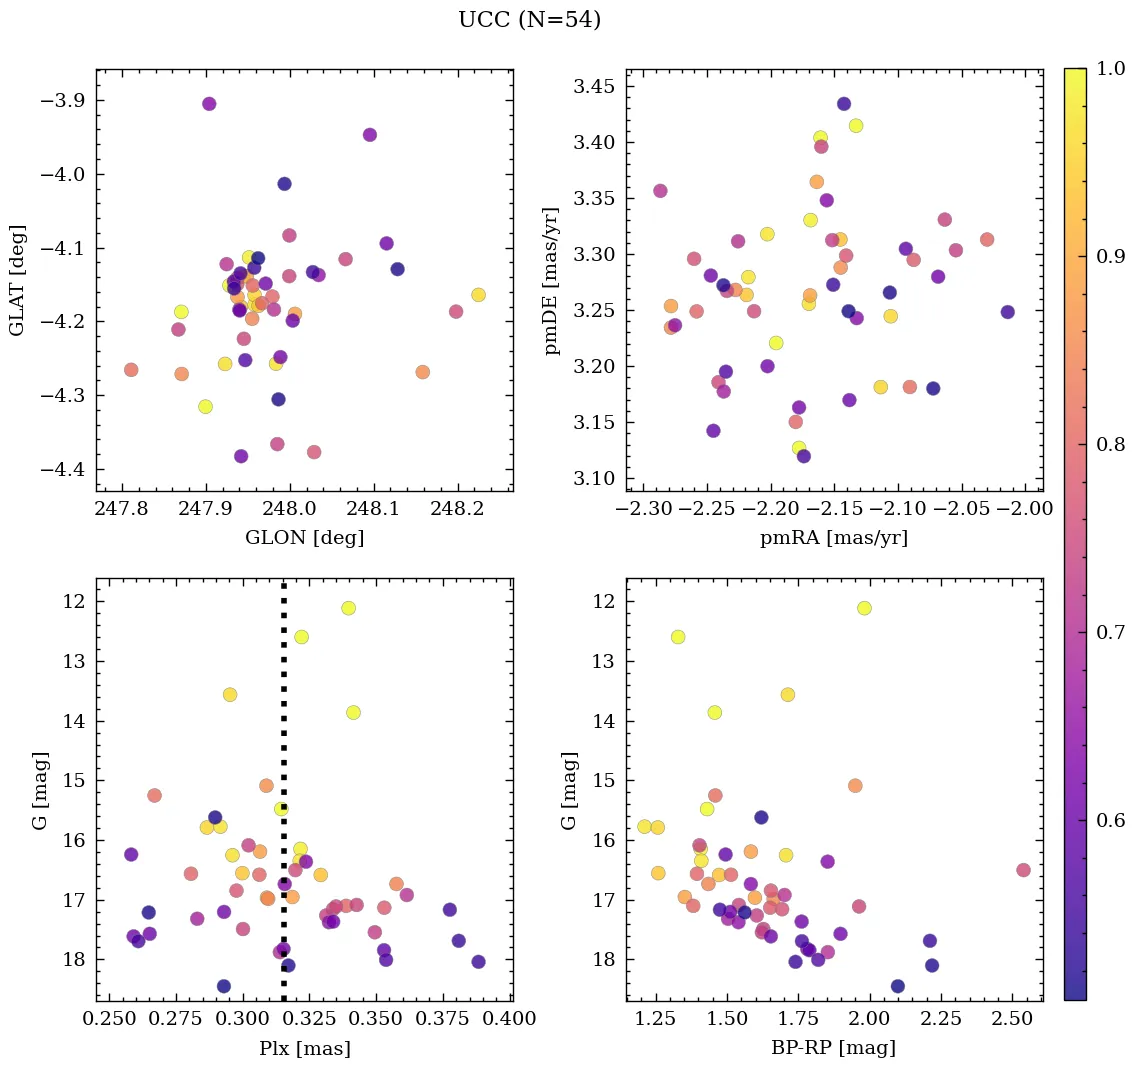 UCC (N=54)
−3.9
−4.0
−4.1
−4.2
−4.3
−4.4
GLAT [deg]
247.8 247.9 248.0 248.1 248.2
GLON [deg]
3.45
3.40
3.35
3.30
3.25
3.20
3.15
3.10
pmDE [mas/yr]
−2.30 −2.25 −2.20 −2.15 −2.10 −2.05 −2.00
pmRA [mas/yr]
12
13
14
15
16
17
18
G [mag]
0.250 0.275 0.300 0.325 0.350 0.375 0.400
Plx [mas]
12
13
14
15
16
17
18
G [mag]
1.25 1.50 1.75 2.00 2.25 2.50
BP-RP [mag]
1.0
0.9
0.8
0.7
0.6